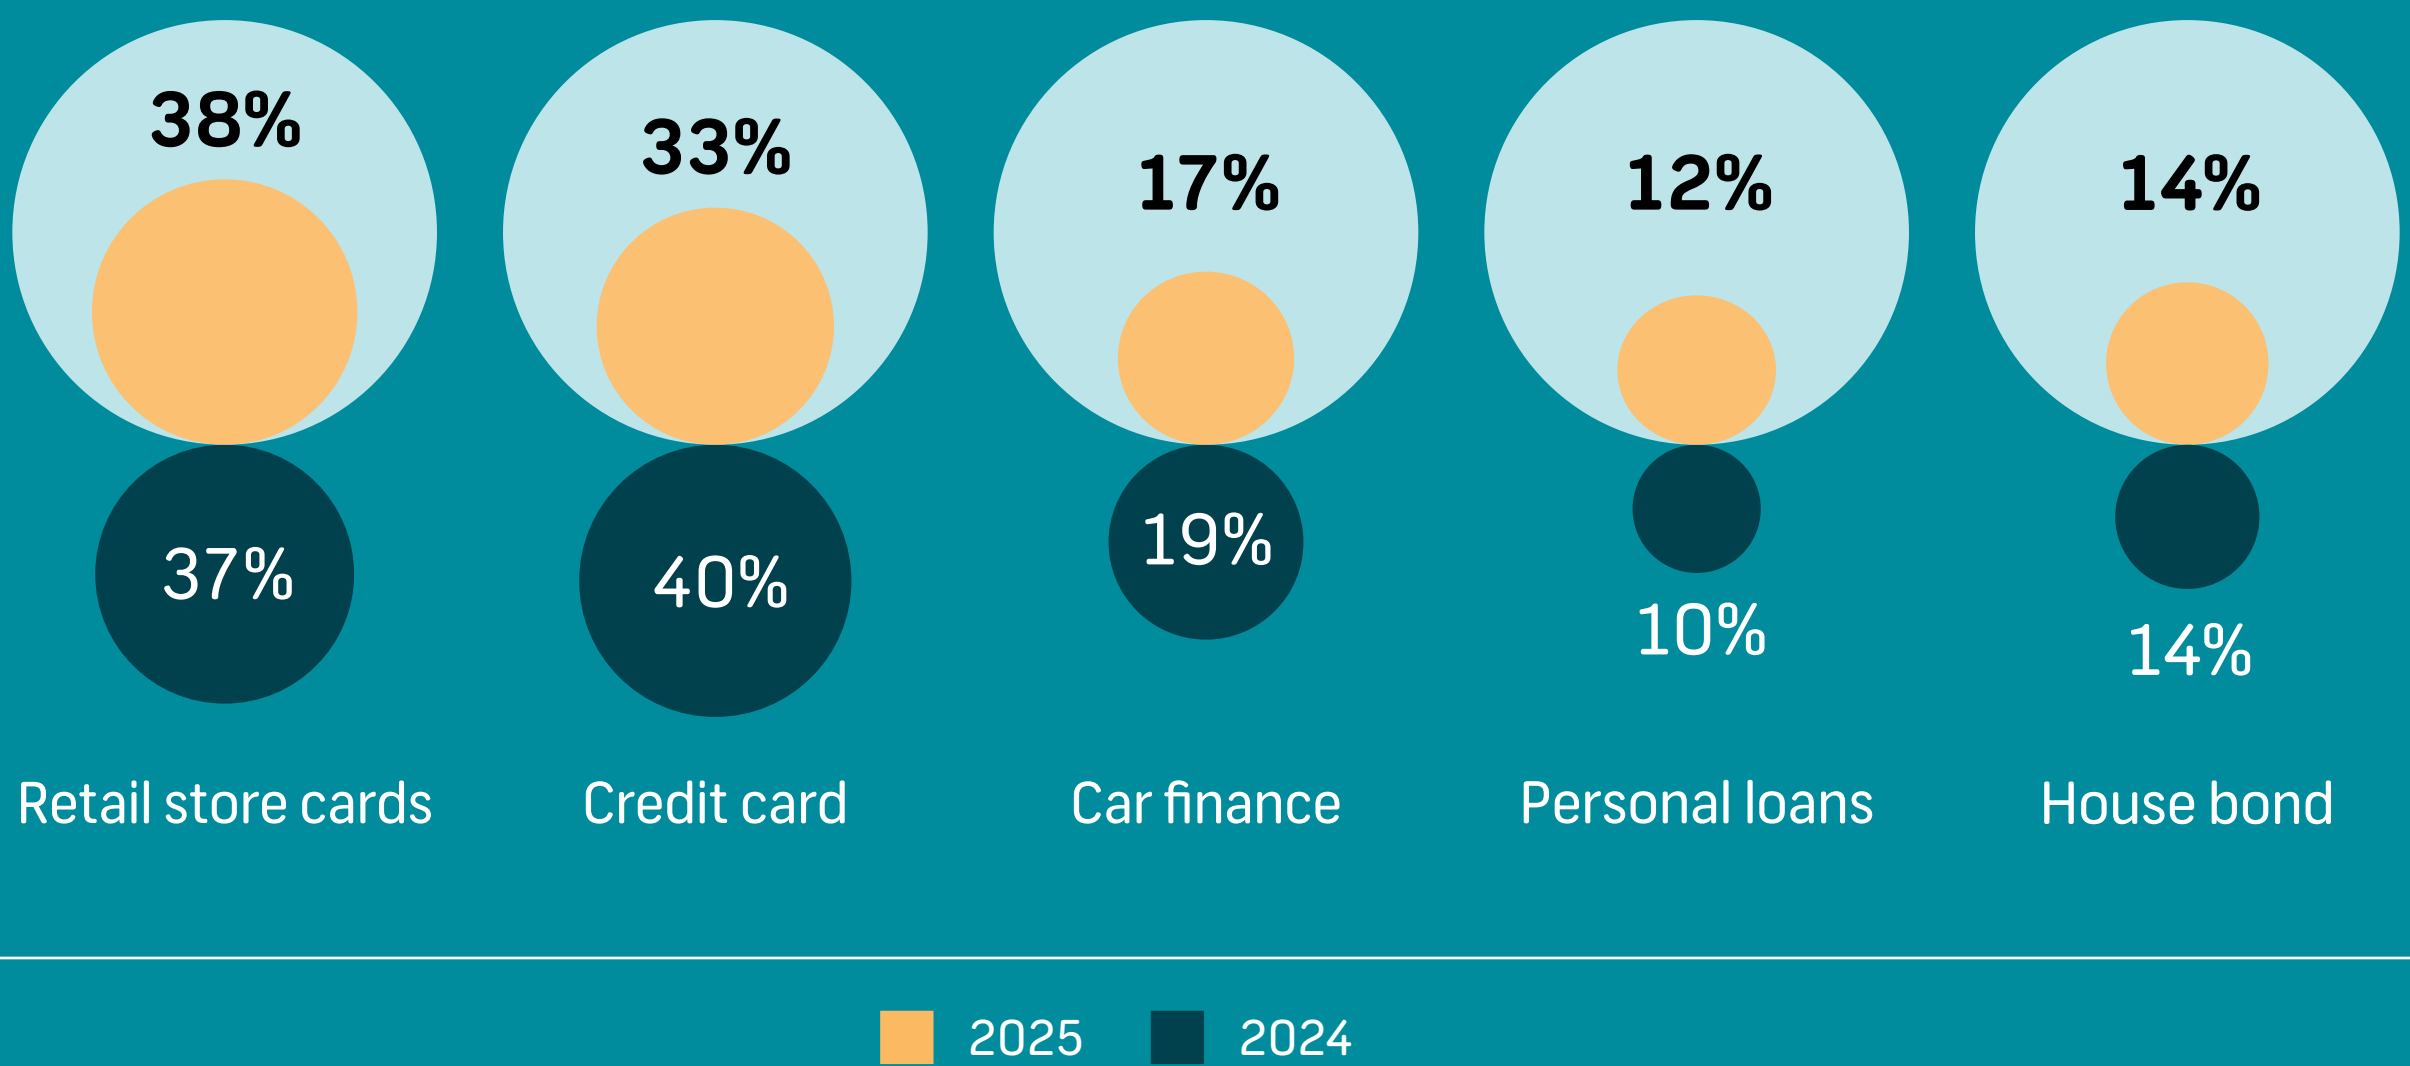 38%
33%
17%
12%
14%
37%
40%
19%
10%
14%
Retail store cards
Credit card
Car finance
Personal loans
House bond
2025
2024